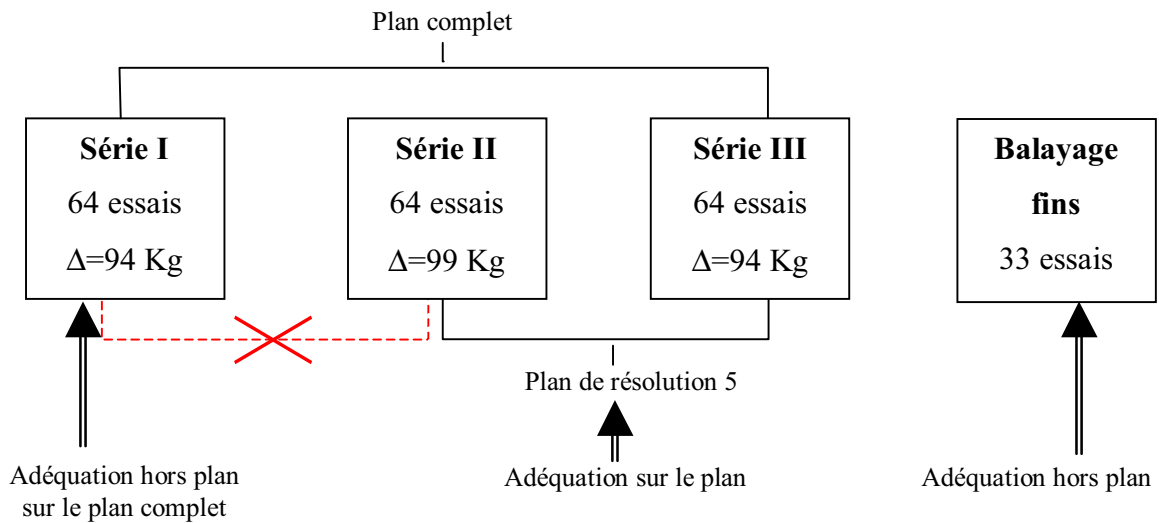 Plan complet
Série I
64 essais
Δ=94 Kg
Série II
64 essais
Δ=99 Kg
Série III
64 essais
Δ=94 Kg
Balayage
fins
33 essais
Plan de résolution 5
Adéquation hors plan
sur le plan complet
Adéquation sur le plan
Adéquation hors plan